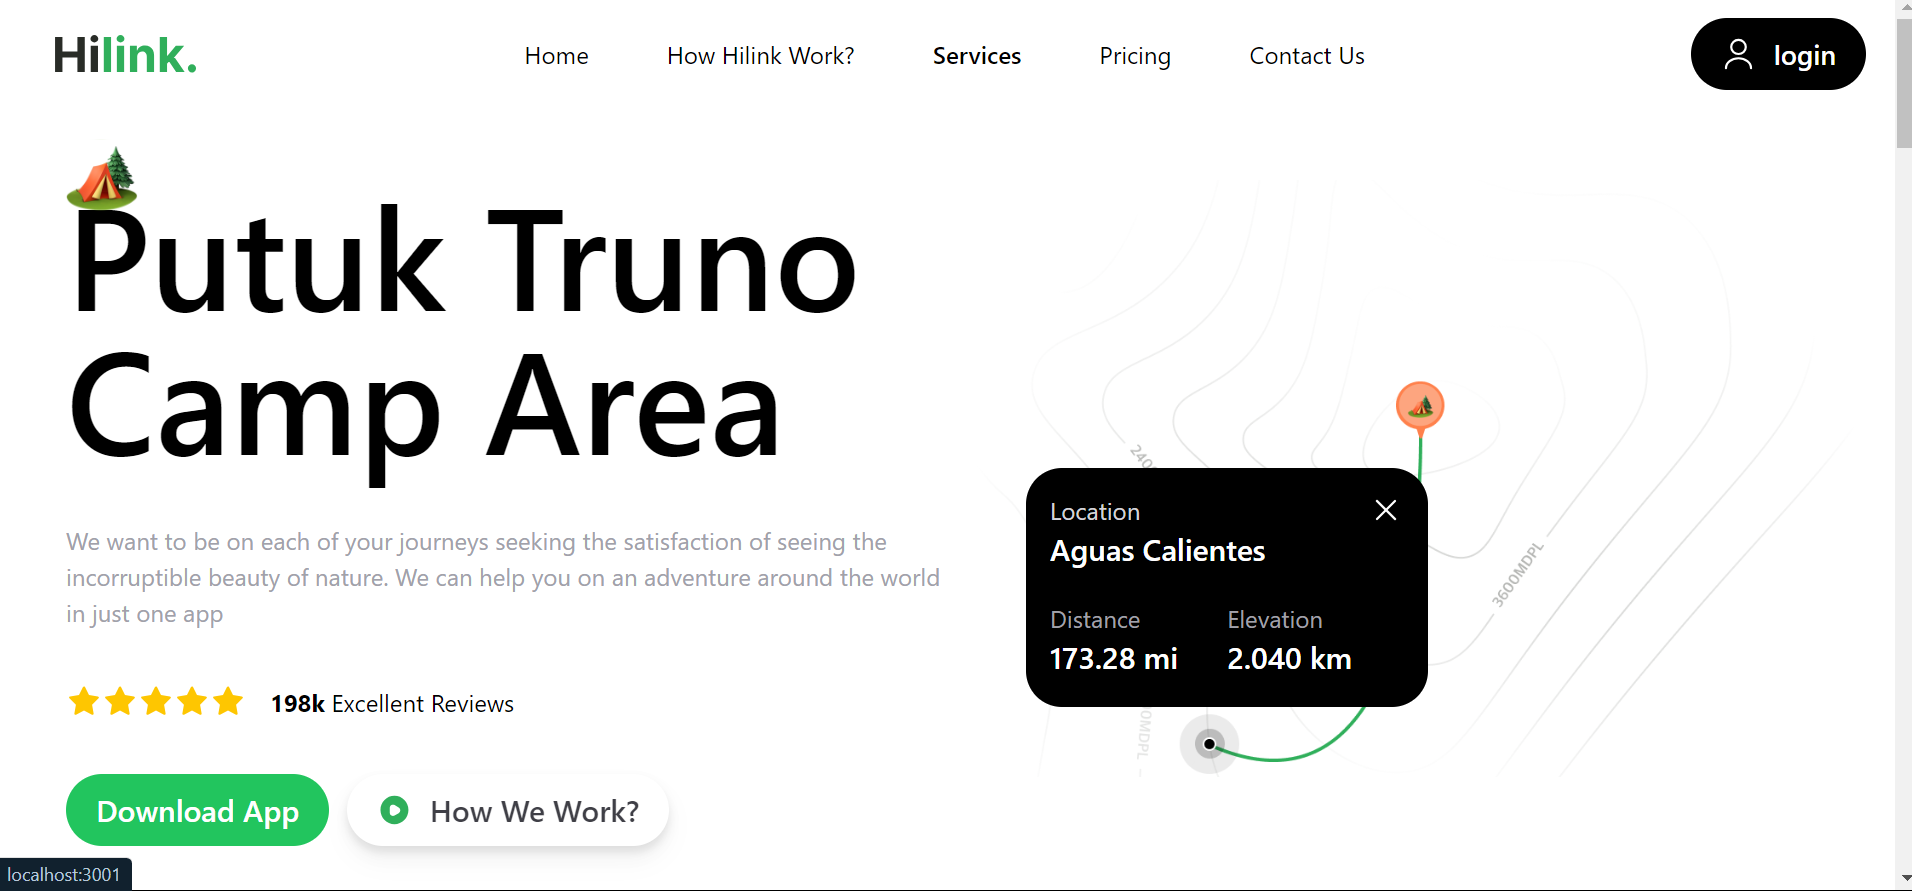 Hilink.
Home
How Hilink Work?
Services
Pricing
Contact Us
login
Putuk Truno
Camp Area
We want to be on each of your journeys seeking the satisfaction of seeing the
incorruptible beauty of nature. We can help you on an adventure around the world
in just one app
198k Excellent Reviews
Download App
How We Work?
Location
Aguas Calientes
Distance
Elevation
173.28 mi
2.040 km
3600MDPL
localhost:3001